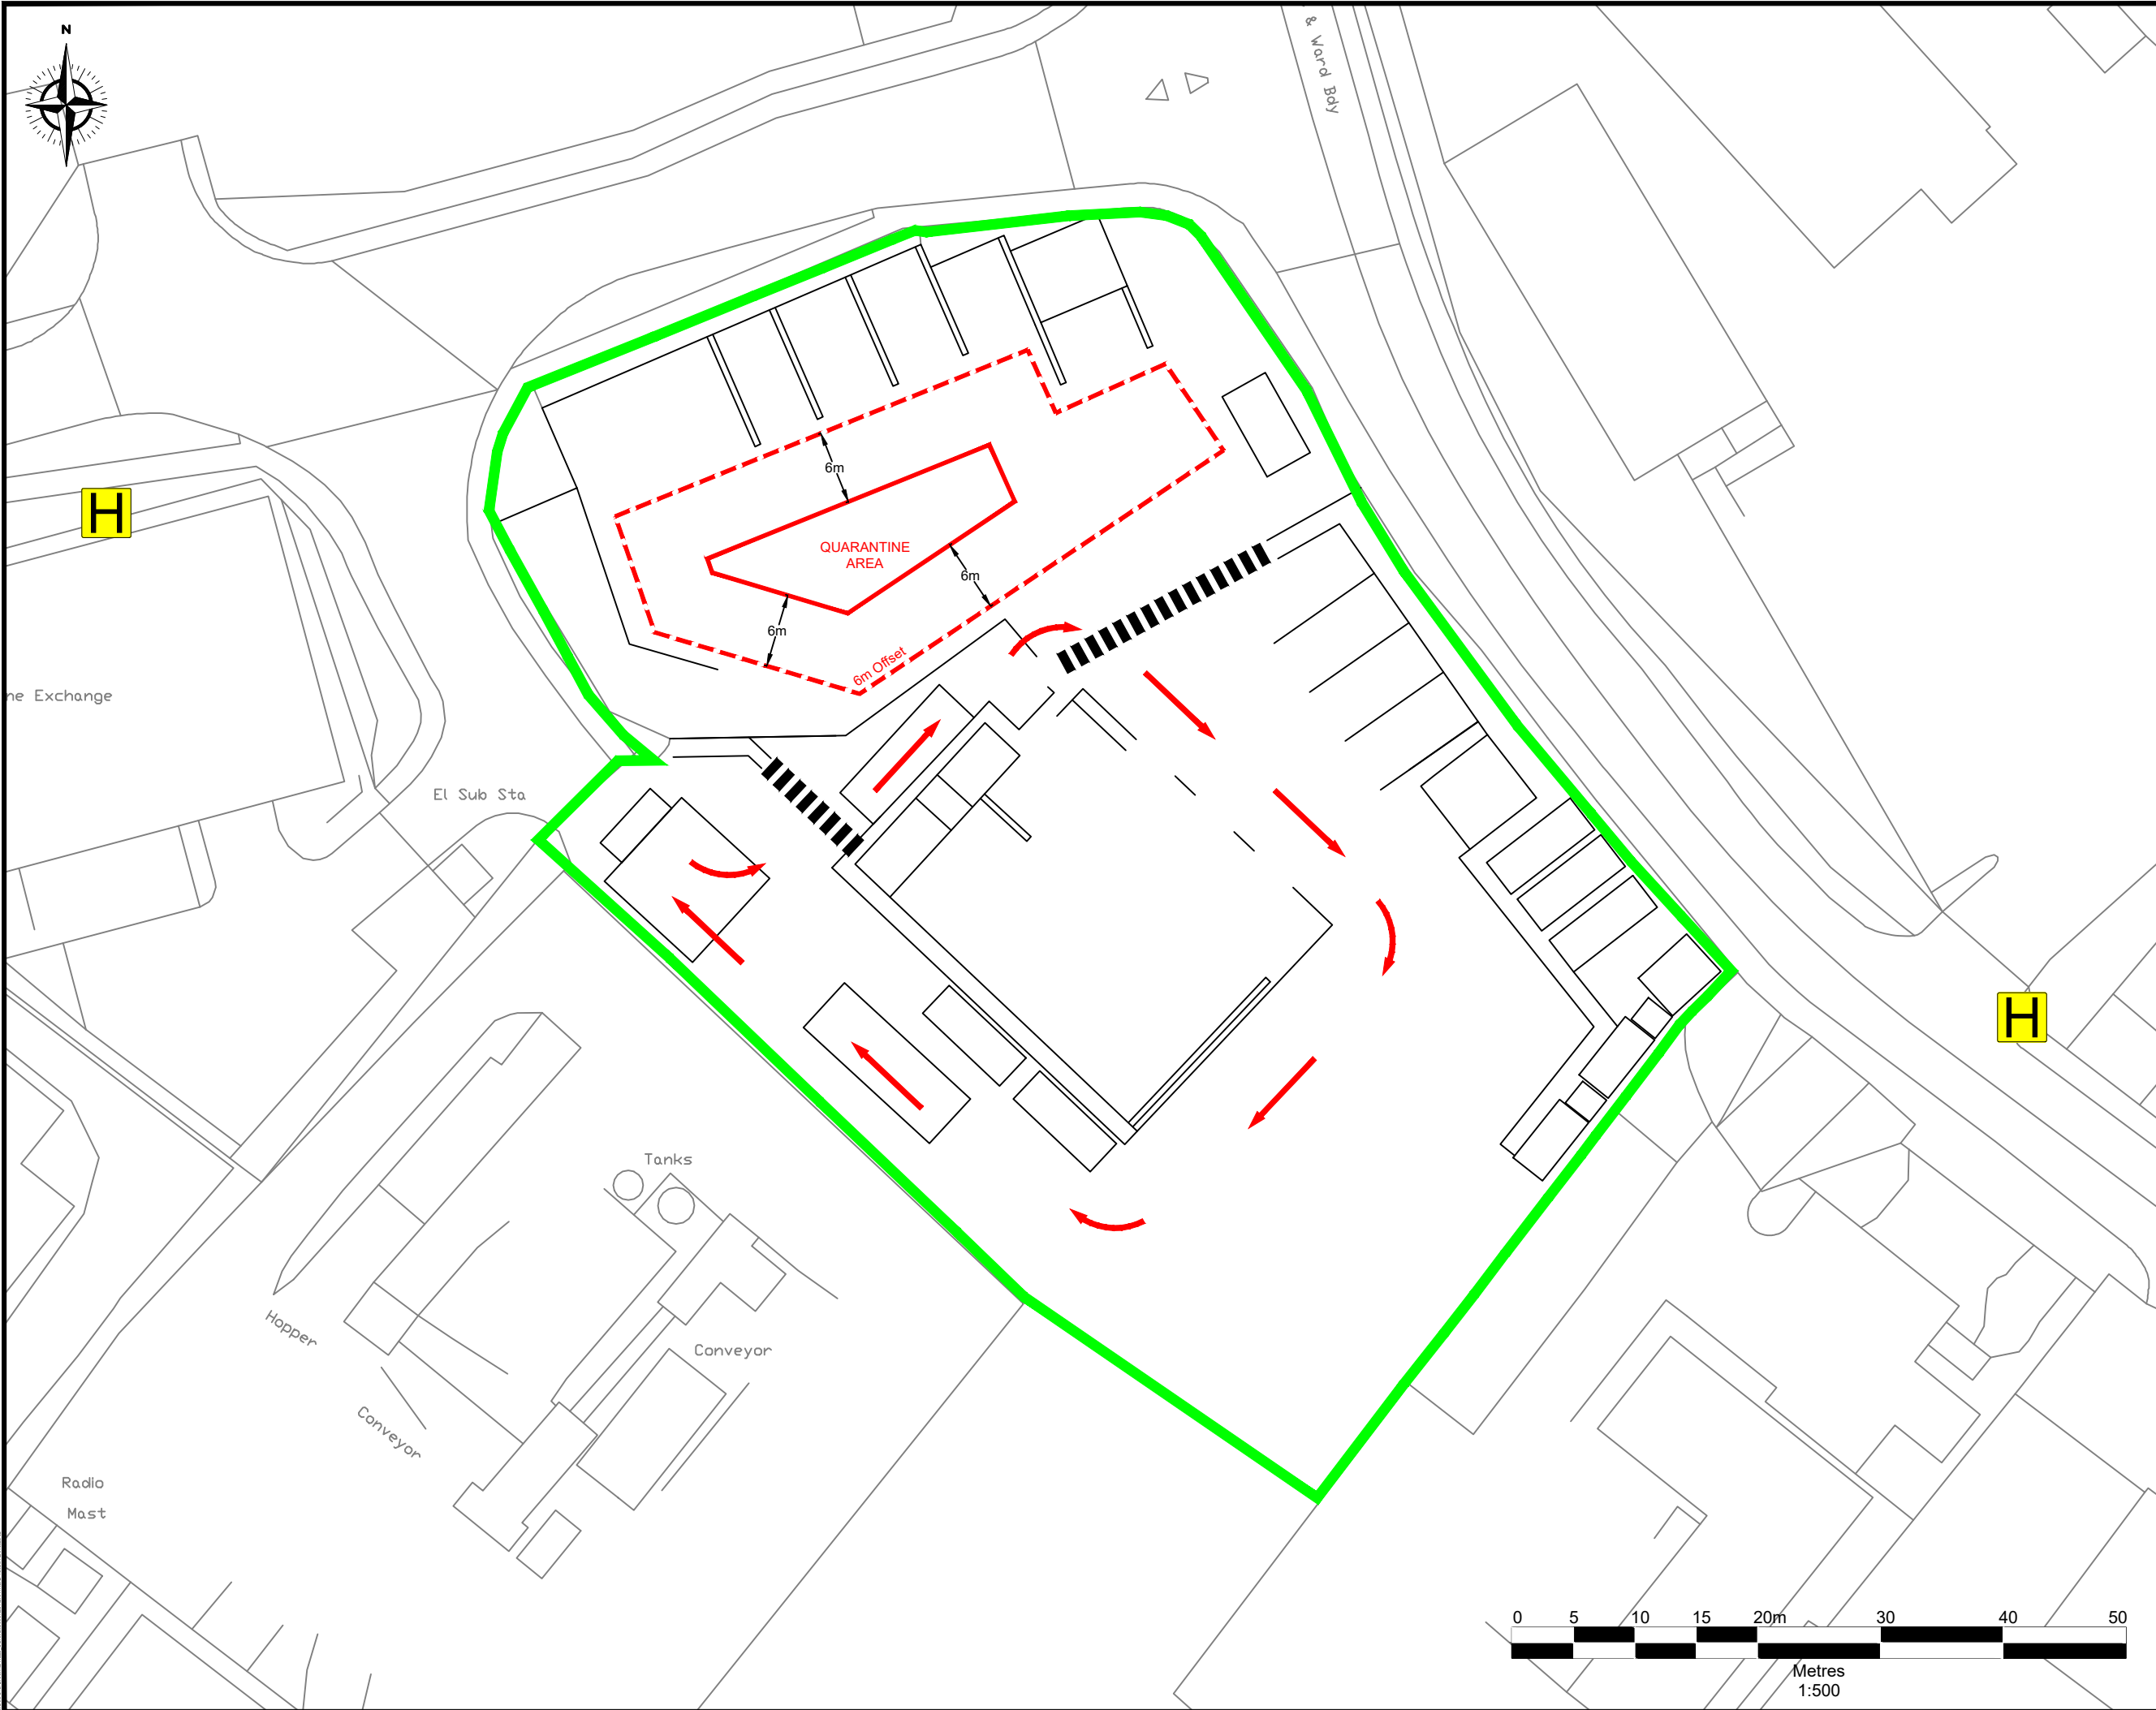 N
& Ward Bdy
H
6m
QUARANTINE
AREA
6m
6m
6m Offset
ne Exchange
El Sub Sta
H
Tanks
Hopper
Conveyor
Conveyor
Radio
Mast
0 5 10 15 20m 30 40 50
Metres
1:500